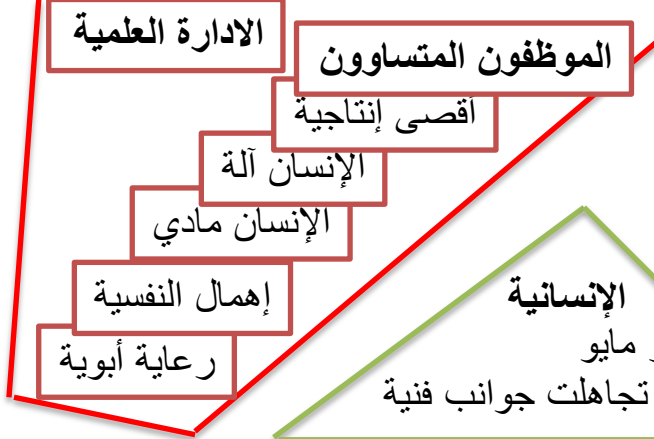 الادارة العلمية
الموظفون المتساوون
أقصى إنتاجية
الإنسان آلة
الإنسان مادي
إهمال النفسية
رعاية أبوية
الإنسانية
مايو
تجاهلت جوانب فنية